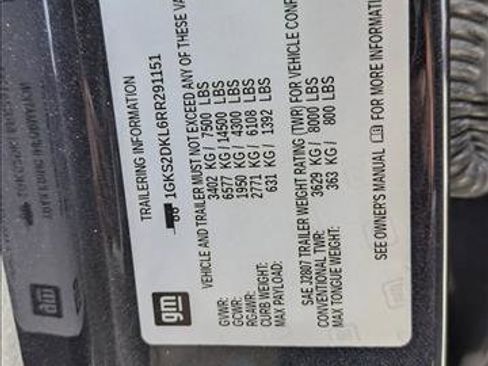 TRAILERING INFORMATION
1GKS2DKL6RR291151
gm
VEHICLE AND TRAILER MUST NOT EXCEED ANY OF THESE VA
GVWR: 3402 KG / 7500 LBS
GCWR: 6577 KG / 14500 LBS
RGAWR: 1950 KG / 4300 LBS
CURB WEIGHT: 2771 KG / 6108 LBS
MAX PAYLOAD: 631 KG / 1392 LBS
SAE J2807 TRAILER WEIGHT RATING (TWR) FOR VEHICLE CONF
CONVENTIONAL TWR: 3629 KG / 8000 LBS
MAX TONGUE WEIGHT: 363 KG / 800 LBS
SEE OWNER'S MANUAL FOR MORE INFORMATI
gm